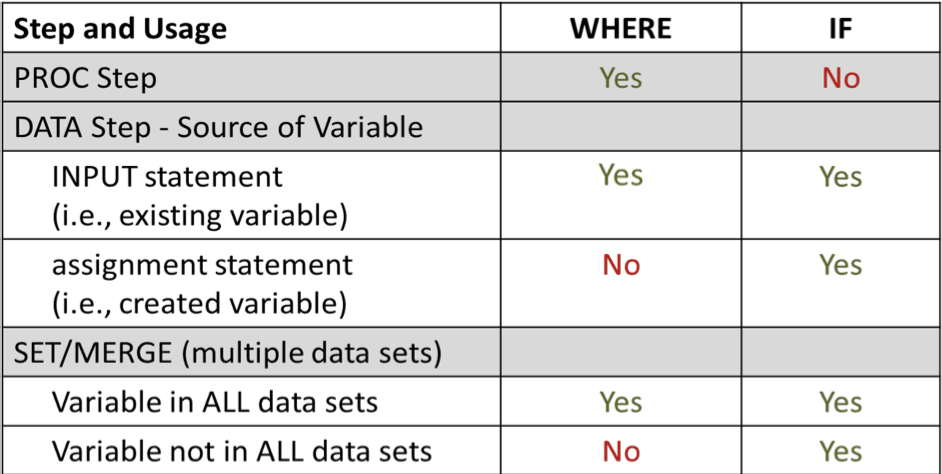 Step and Usage WHERE IF
PROC Step Yes No
DATA Step - Source of Variable
INPUT statement Yes Yes
(i.e., existing variable)
assignment statement No Yes
(i.e., created variable)
SET/MERGE (multiple data sets)
Variable in ALL data sets Yes Yes
Variable not in ALL data sets No Yes